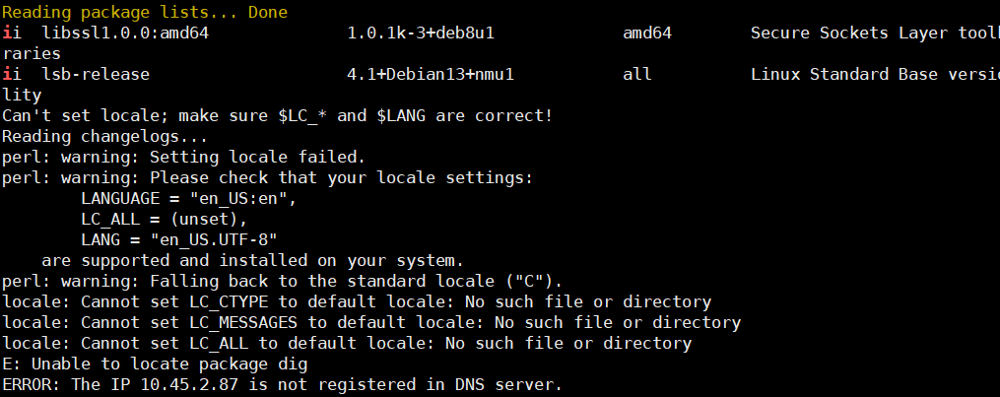 Reading package lists... Done
ii  libssl1.0.0:amd64              1.0.1k-3+deb8u1             amd64        Secure Sockets Layer tool
raries
ii  lsb-release                    4.1+Debian13+nmu1           all          Linux Standard Base versi
lity
Can't set locale; make sure $LC_* and $LANG are correct!
Reading changelogs...
perl: warning: Setting locale failed.
perl: warning: Please check that your locale settings:
        LANGUAGE = "en_US:en",
        LC_ALL = (unset),
        LANG = "en_US.UTF-8"
    are supported and installed on your system.
perl: warning: Falling back to the standard locale ("C").
locale: Cannot set LC_CTYPE to default locale: No such file or directory
locale: Cannot set LC_MESSAGES to default locale: No such file or directory
locale: Cannot set LC_ALL to default locale: No such file or directory
E: Unable to locate package dig
ERROR: The IP 10.45.2.87 is not registered in DNS server.